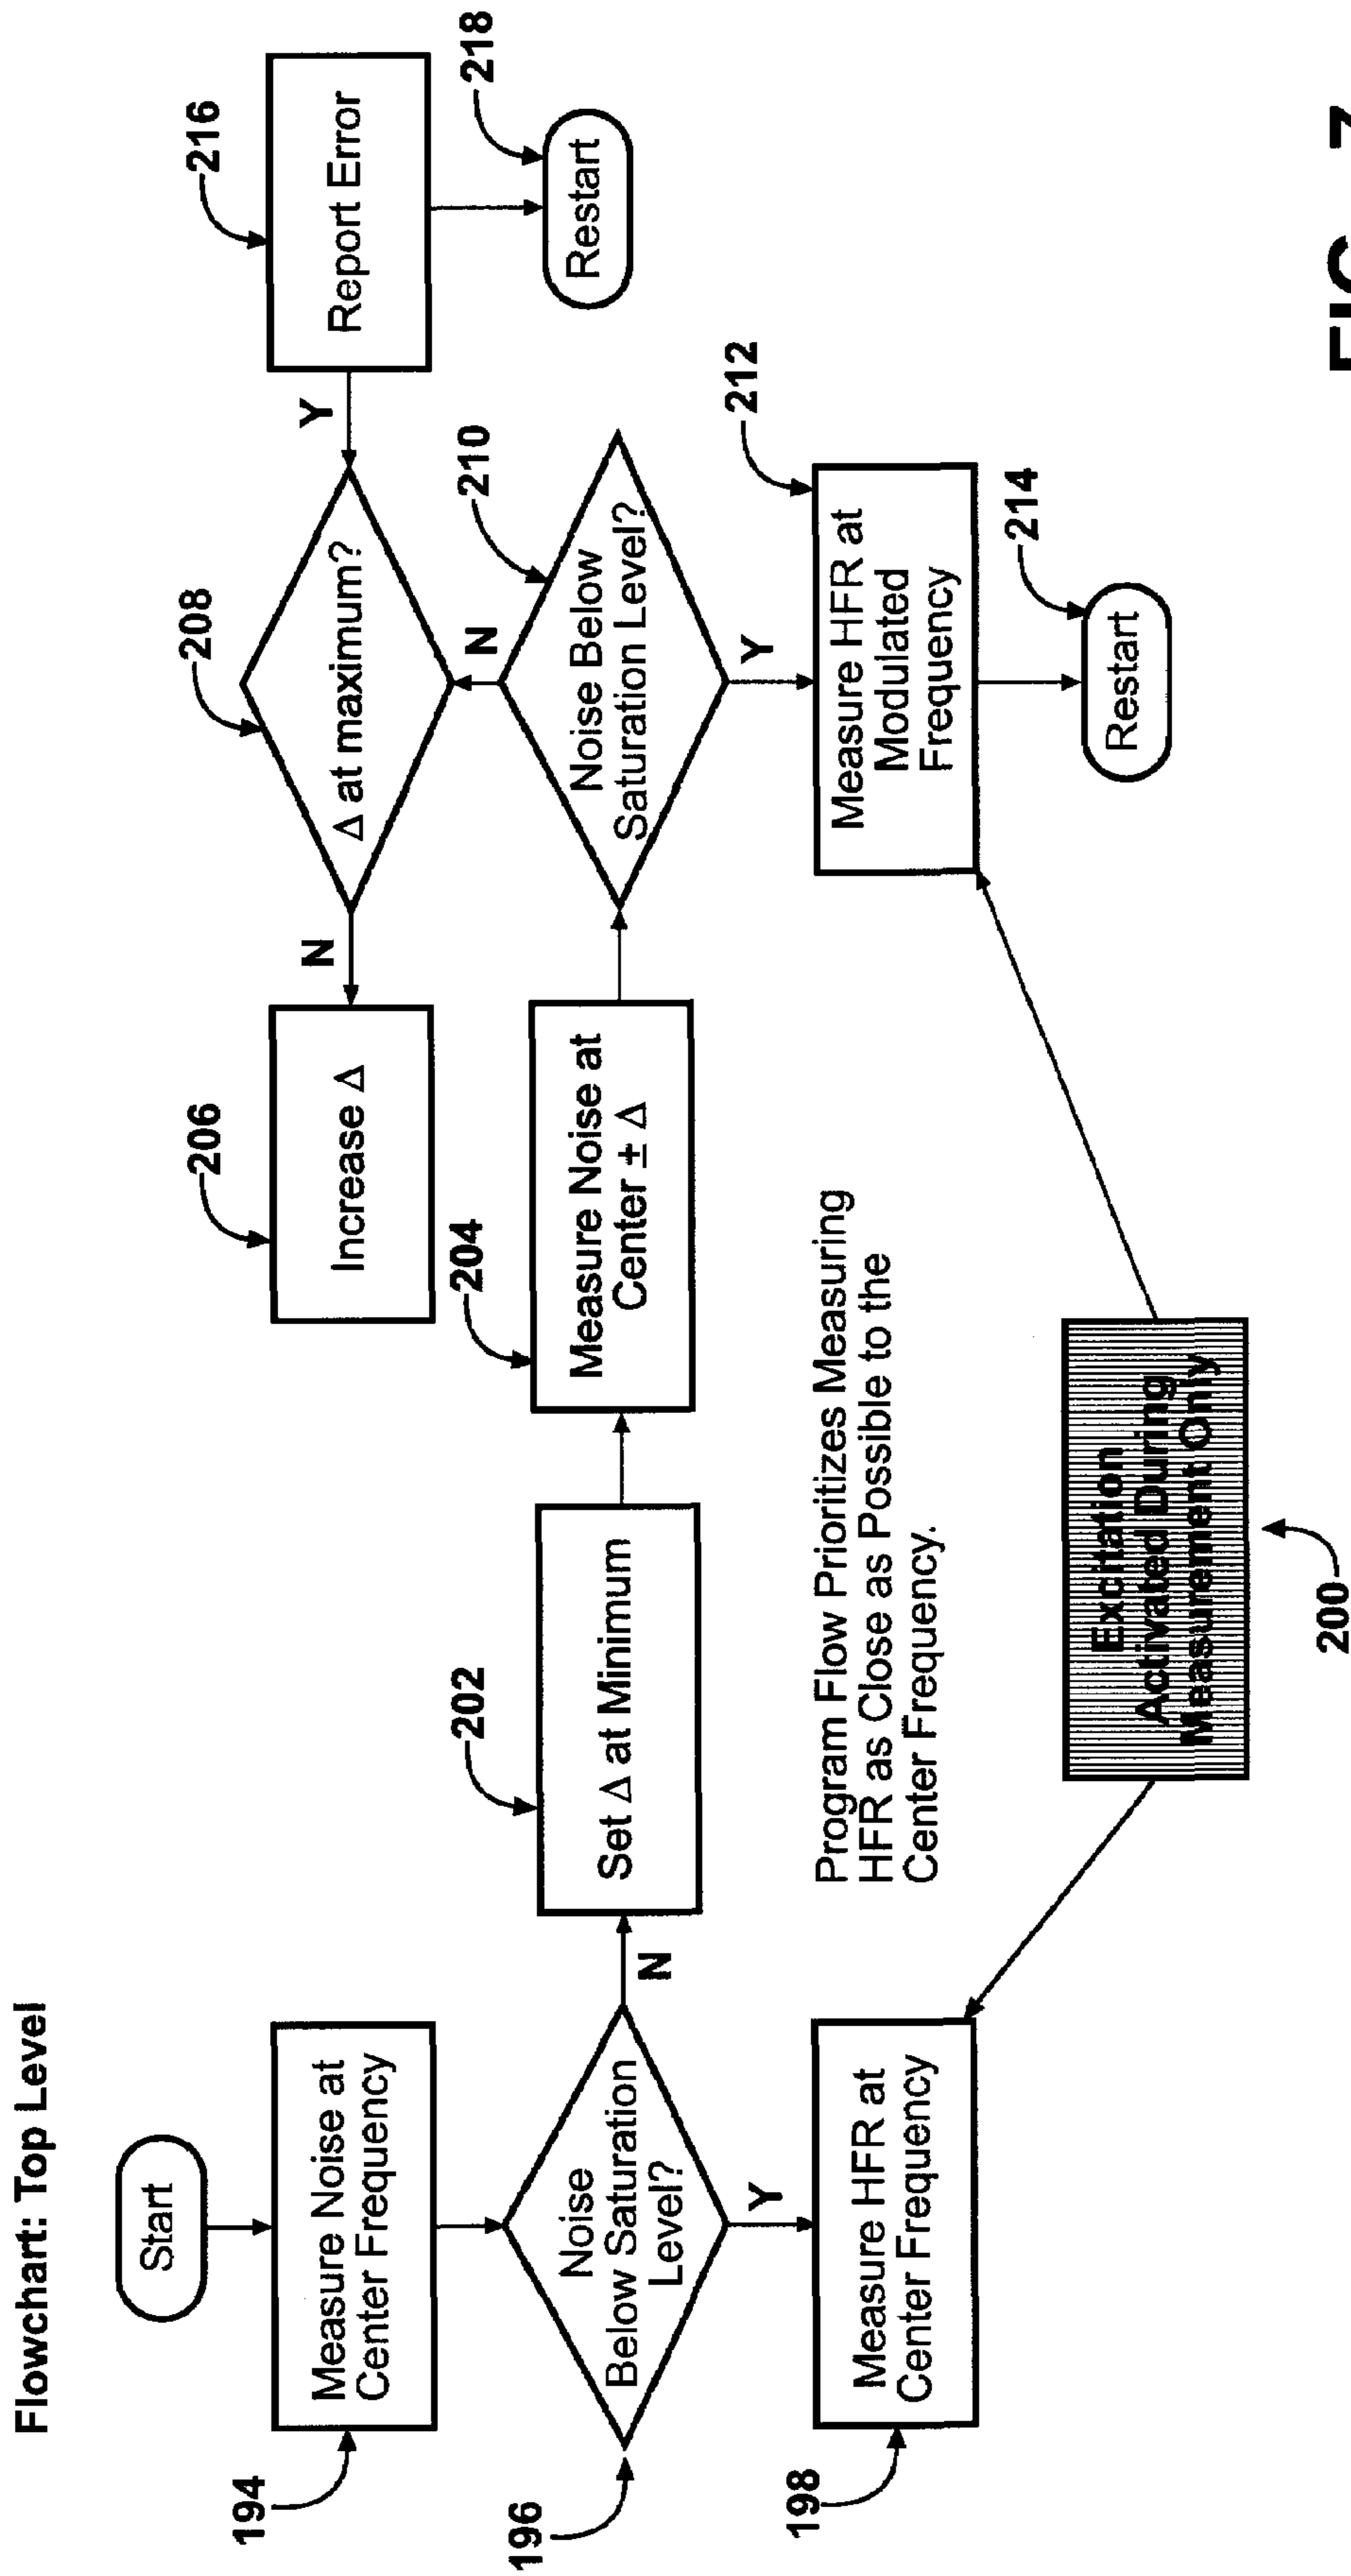 Flowchart: Top Level
Start
194
Measure Noise at
Center Frequency
196
Noise
Below Saturation
Level?
N
Y
198
Measure HFR at
Center Frequency
202
Set Δ at Minimum
204
Measure Noise at
Center ± Δ
206
Increase Δ
N
208
Δ at maximum?
Y
216
Report Error
218
Restart
N
210
Noise Below
Saturation Level?
Y
212
Measure HFR at
Modulated
Frequency
214
Restart
Program Flow Prioritizes Measuring
HFR as Close as Possible to the
Center Frequency.
Excitation
Activated During
Measurement Only
200